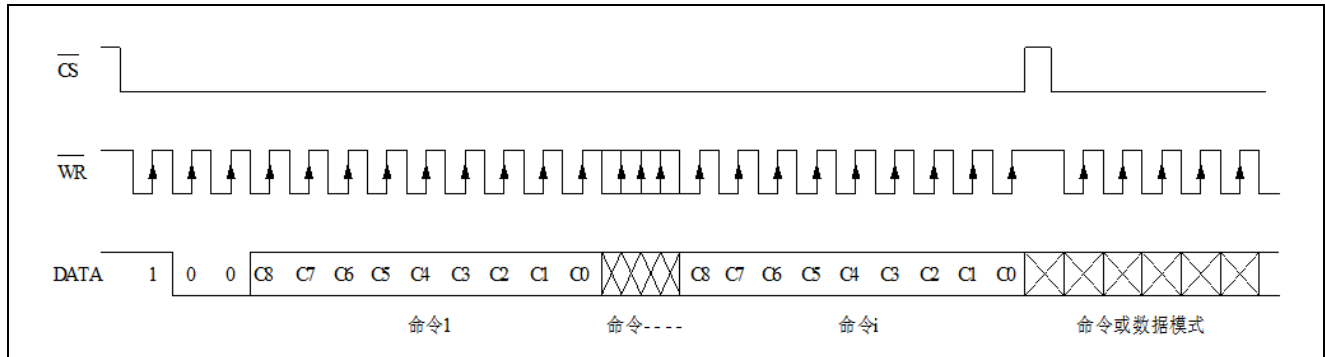 CS
WR
DATA 1 0 0 C8 C7 C6 C5 C4 C3 C2 C1 C0 C8 C7 C6 C5 C4 C3 C2 C1 C0
命令1 命令---- 命令i 命令或数据模式